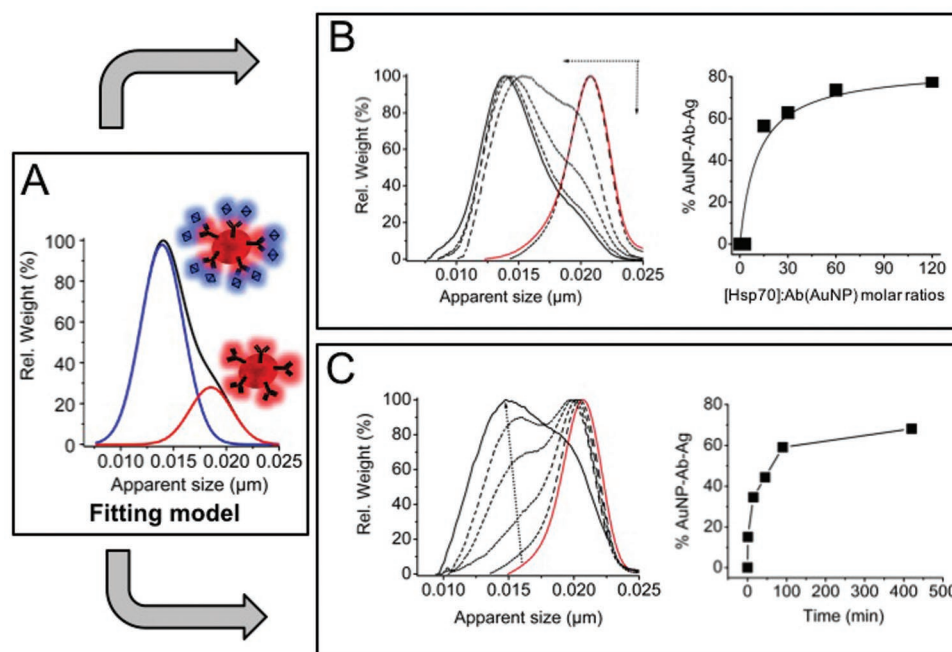 A
Rel. Weight (%)
100
80
60
40
20
0
0.010 0.015 0.020 0.025
Apparent size (µm)
Fitting model
B
Rel. Weight (%)
100
80
60
40
20
0
0.010 0.015 0.020 0.025
Apparent size (µm)
% AuNP-Ab-Ag
80
60
40
20
0
0 30 60 90 120
[Hsp70]:Ab(AuNP) molar ratios
C
Rel. Weight (%)
100
80
60
40
20
0
0.010 0.015 0.020 0.025
Apparent size (µm)
% AuNP-Ab-Ag
80
60
40
20
0
0 100 200 300 400 500
Time (min)